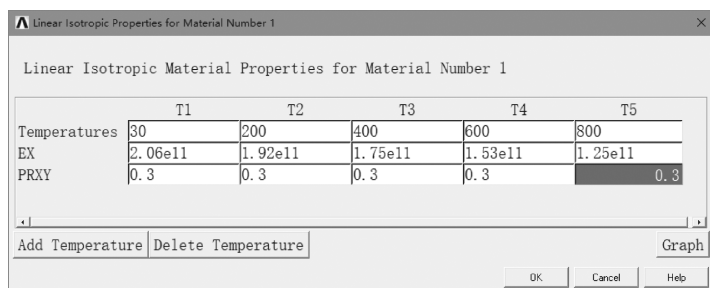 Linear Isotropic Properties for Material Number 1
Linear Isotropic Material Properties for Material Number 1
T1 T2 T3 T4 T5
Temperatures 30 200 400 600 800
EX 2.06e11 1.92e11 1.75e11 1.53e11 1.25e11
PRXY 0.3 0.3 0.3 0.3 0.3
Add Temperature Delete Temperature Graph
OK Cancel Help